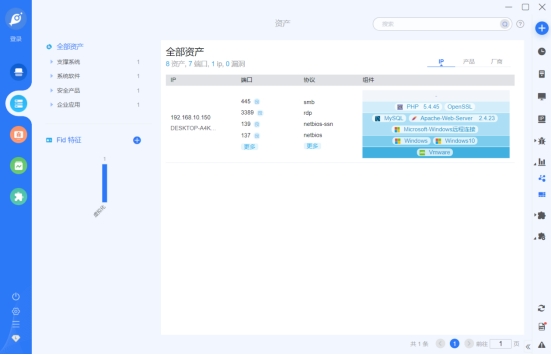 资产
搜索
登录
全部资产
支撑系统 1
系统软件 1
安全产品 1
企业应用 1
Fid 特征
1
虚拟化
全部资产
8 资产, 7 端口, 1 ip, 0 漏洞
IP 产品 厂商
IP 端口 协议 组件
192.168.10.150
DESKTOP-A4K,
445 smb
3389 rdp
139 netbios-ssn
137 netbios
更多 更多
...
PHP 5.4.45 OpenSSL
MySQL Apache-Web-Server 2.4.23
Microsoft-Windows远程连接
Windows Windows10
Vmware
共 1 条 1 前往 1 页